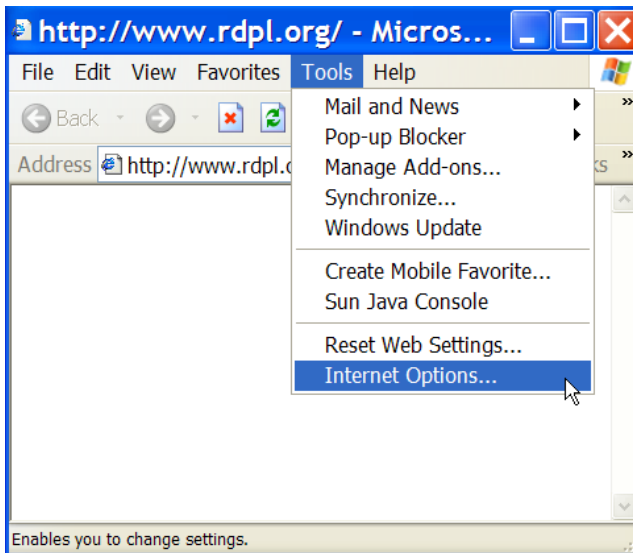 http://www.rdpl.org/ - Micros...
File Edit View Favorites Tools Help
Back
Address http://www.rdpl.
Mail and News
Pop-up Blocker
Manage Add-ons...
Synchronize...
Windows Update
Create Mobile Favorite...
Sun Java Console
Reset Web Settings...
Internet Options...
Enables you to change settings.